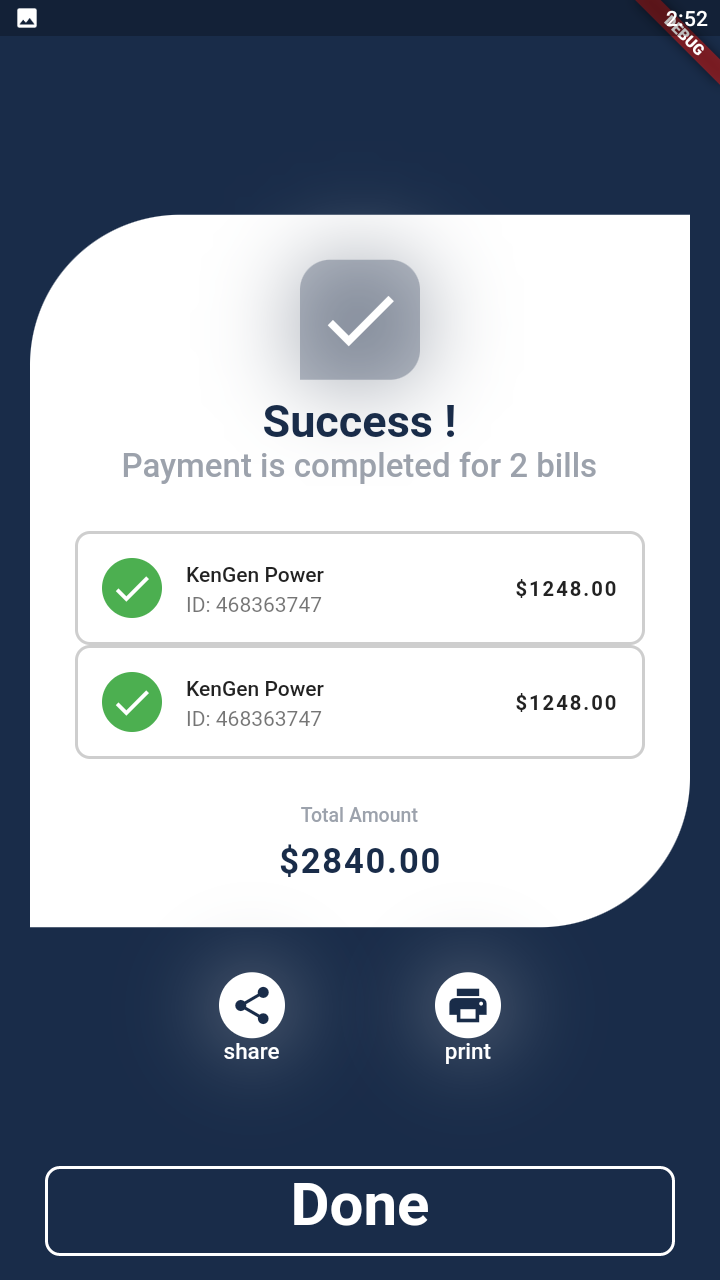 2:52
DEBUG
Success !
Payment is completed for 2 bills
KenGen Power
ID: 468363747
$1248.00
KenGen Power
ID: 468363747
$1248.00
Total Amount
$2840.00
share
print
Done